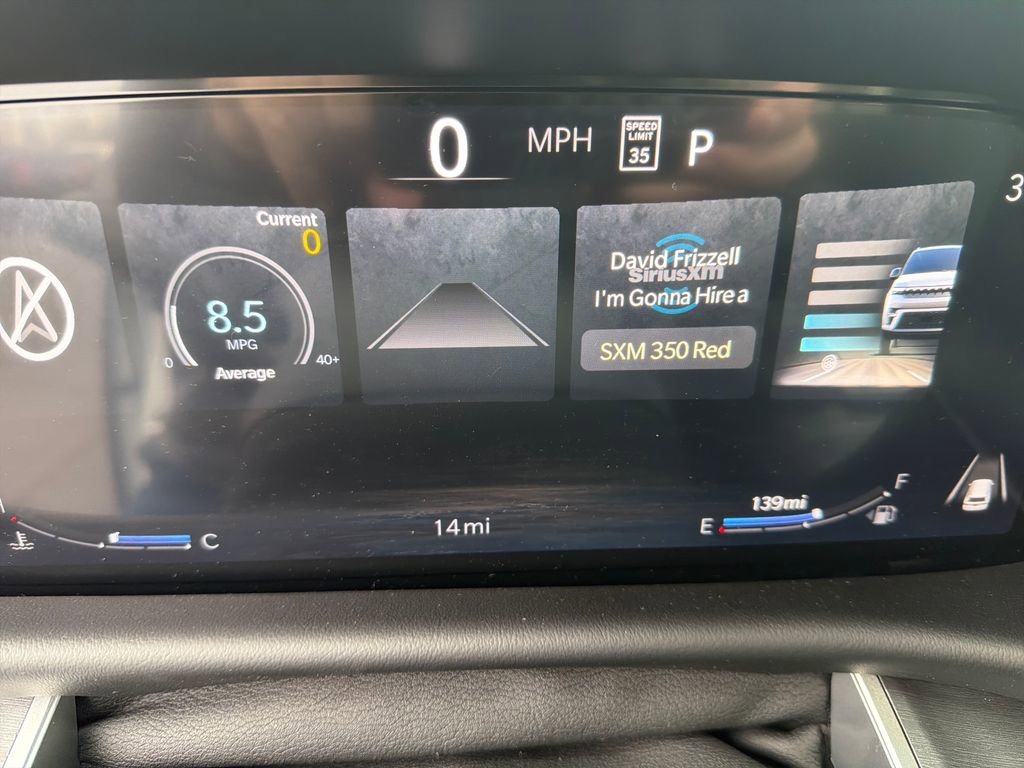 0 MPH SPEED LIMIT 35 P
3
Current
0
8.5
MPG
0 40+
Average
David Frizzell
SiriusXM
I'm Gonna Hire a
SXM 350 Red
C
14mi
139mi
E F